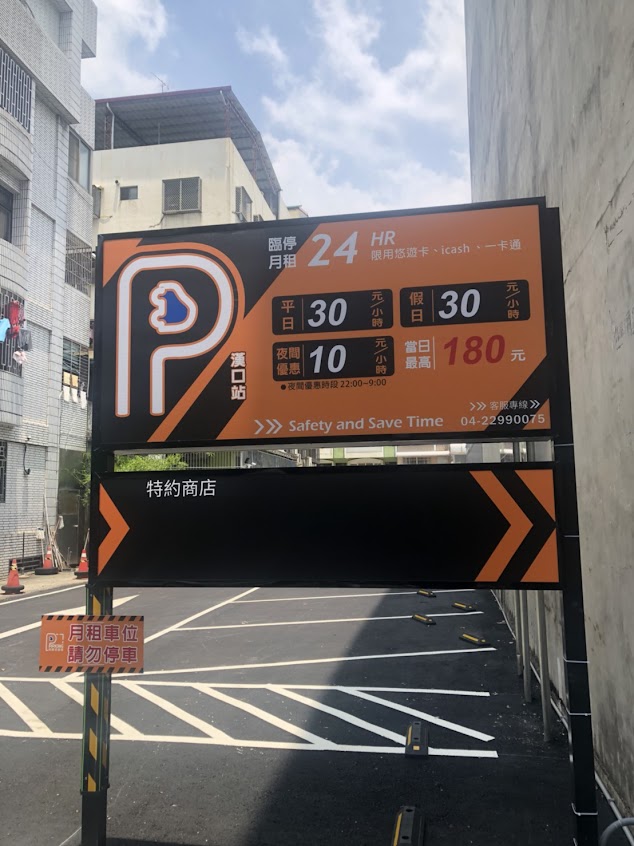 臨停
月租
24 HR
限用悠遊卡、icash、一卡通
P
漢口站
平日 30 元/小時
假日 30 元/小時
夜間優惠 10 元/小時
當日最高 180 元
●夜間優惠時段 22:00~9:00
>>> 客服專線 >
>>> Safety and Save Time
04-22990075
特約商店
月租車位
請勿停車